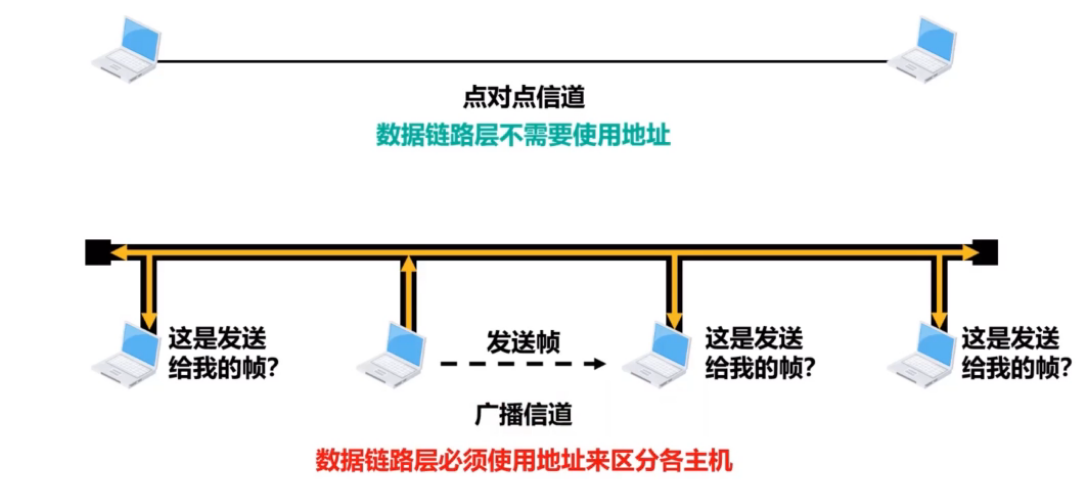 点对点信道
数据链路层不需要使用地址
这是发送
给我的帧?
发送帧
这是发送
给我的帧?
这是发送
给我的帧?
广播信道
数据链路层必须使用地址来区分各主机